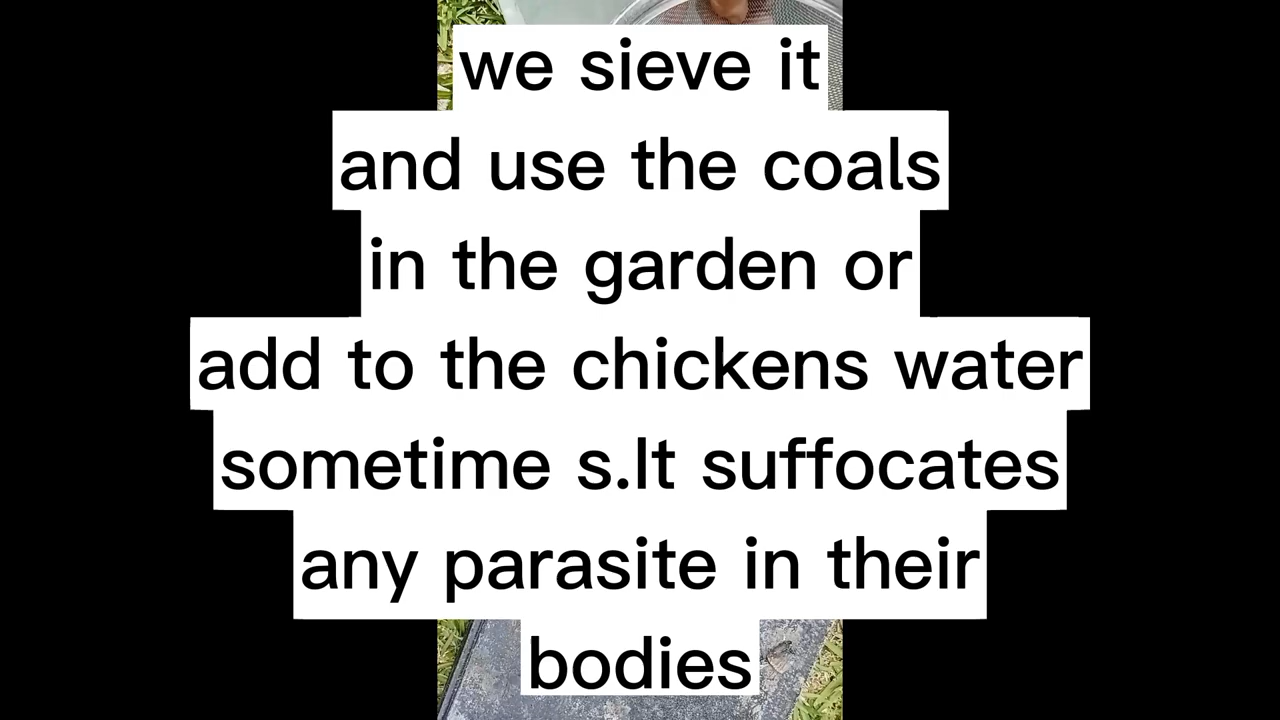 we sieve it
and use the coals
in the garden or
add to the chickens water
sometime s.lt suffocates
any parasite in their
bodies